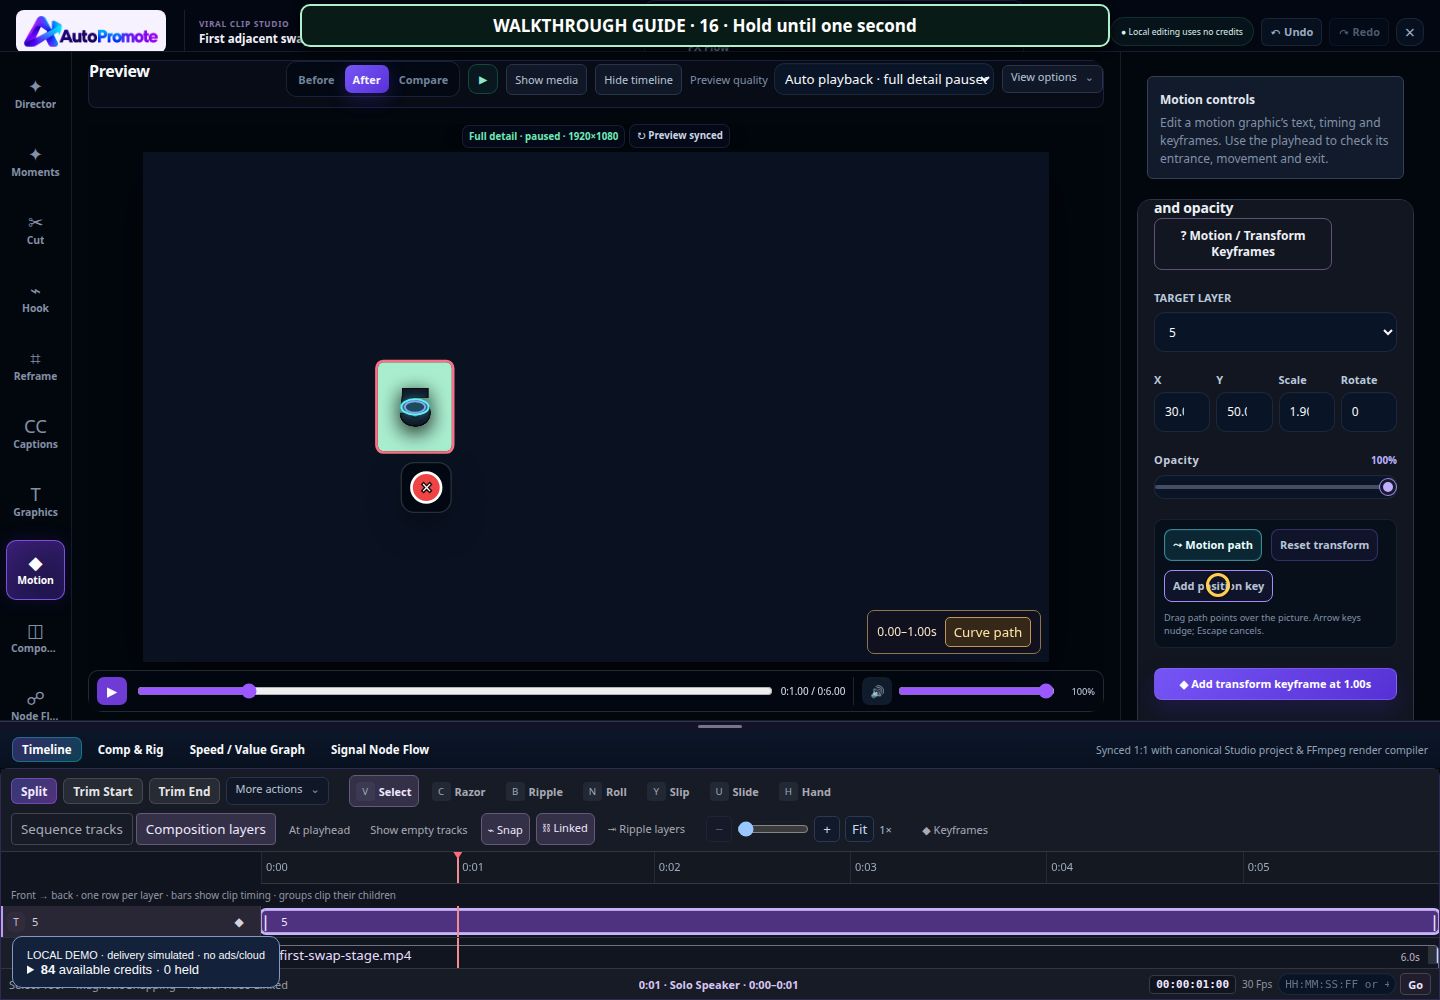 AutoPromote
VIRAL CLIP STUDIO
First adjacent swa
WALKTHROUGH GUIDE · 16 · Hold until one second
● Local editing uses no credits
↶ Undo
↷ Redo
✕
Preview
Before
After
Compare
▶
Show media
Hide timeline
Preview quality
Auto playback · full detail pause
View options
Full detail · paused · 1920×1080
↻ Preview synced
Director
Moments
Cut
Hook
Reframe
CC
Captions
T
Graphics
Motion
Compo...
Node Fl...
0.00–1.00s
Curve path
0:1.00 / 0:6.00
100%
Motion controls
Edit a motion graphic's text, timing and
keyframes. Use the playhead to check its
entrance, movement and exit.
and opacity
? Motion / Transform
Keyframes
TARGET LAYER
5
X Y Scale Rotate
30.( 50.( 1.9( 0
Opacity 100%
⤳ Motion path
Reset transform
Add position key
Drag path points over the picture. Arrow keys
nudge; Escape cancels.
◆ Add transform keyframe at 1.00s
Timeline
Comp & Rig
Speed / Value Graph
Signal Node Flow
Synced 1:1 with canonical Studio project & FFmpeg render compiler
Split
Trim Start
Trim End
More actions
V Select
C Razor
B Ripple
N Roll
Y Slip
U Slide
H Hand
Sequence tracks
Composition layers
At playhead
Show empty tracks
⌁ Snap
⛓ Linked
⇥ Ripple layers
−
+
Fit
1×
◆ Keyframes
0:00 0:01 0:02 0:03 0:04 0:05
Front → back · one row per layer · bars show clip timing · groups clip their children
T 5 ◆ 5
first-swap-stage.mp4
6.0s
LOCAL DEMO · delivery simulated · no ads/cloud
▶ 84 available credits · 0 held
0:01 · Solo Speaker · 0:00–0:01
00:00:01:00
30 Fps
HH:MM:SS:FF or +
Go